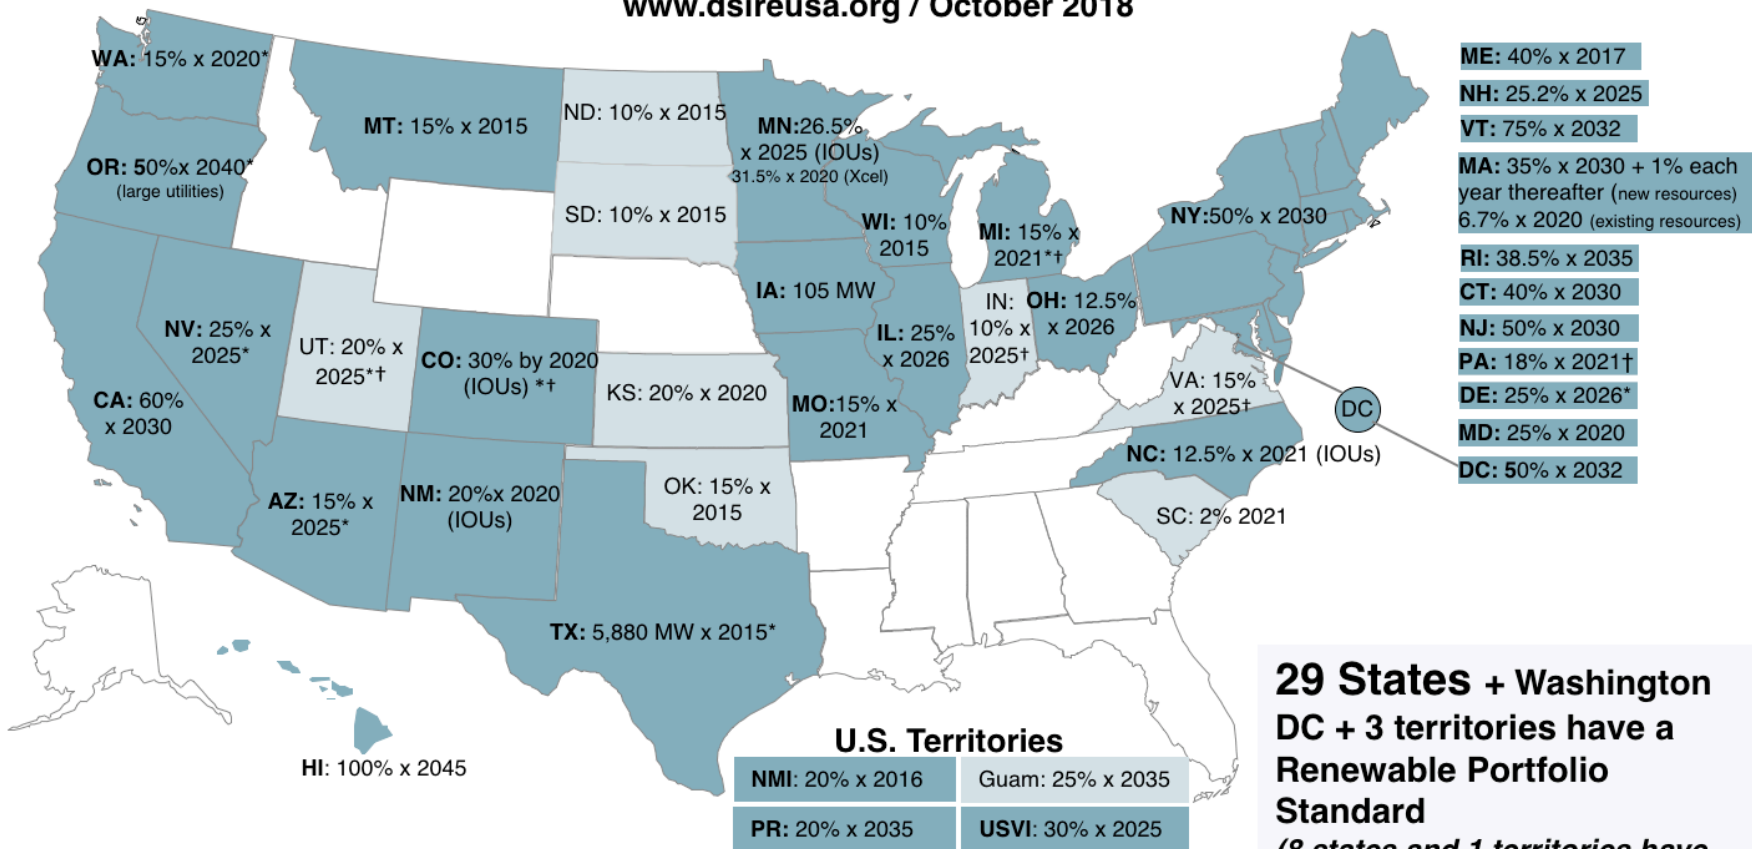 www.dsireusa.org / October 2018
WA: 15% x 2020*
OR: 50%x 2040*
(large utilities)
CA: 60%
x 2030
NV: 25% x
2025*
MT: 15% x 2015
UT: 20% x
2025*†
AZ: 15% x
2025*
CO: 30% by 2020
(IOUs) *†
NM: 20%x 2020
(IOUs)
ND: 10% x 2015
SD: 10% x 2015
KS: 20% x 2020
OK: 15% x
2015
TX: 5,880 MW x 2015*
HI: 100% x 2045
MN:26.5%
x 2025 (IOUs)
31.5% x 2020 (Xcel)
IA: 105 MW
MO:15% x
2021
WI: 10%
2015
IL: 25%
x 2026
MI: 15% x
2021*†
IN:
10% x
2025†
OH: 12.5%
x 2026
NY:50% x 2030
VA: 15%
x 2025†
NC: 12.5% x 2021 (IOUs)
SC: 2% 2021
DC
ME: 40% x 2017
NH: 25.2% x 2025
VT: 75% x 2032
MA: 35% x 2030 + 1% each
year thereafter (new resources)
6.7% x 2020 (existing resources)
RI: 38.5% x 2035
CT: 40% x 2030
NJ: 50% x 2030
PA: 18% x 2021†
DE: 25% x 2026*
MD: 25% x 2020
DC: 50% x 2032
U.S. Territories
NMI: 20% x 2016
Guam: 25% x 2035
PR: 20% x 2035
USVI: 30% x 2025
29 States + Washington
DC + 3 territories have a
Renewable Portfolio
Standard
(8 states and 1 territories have